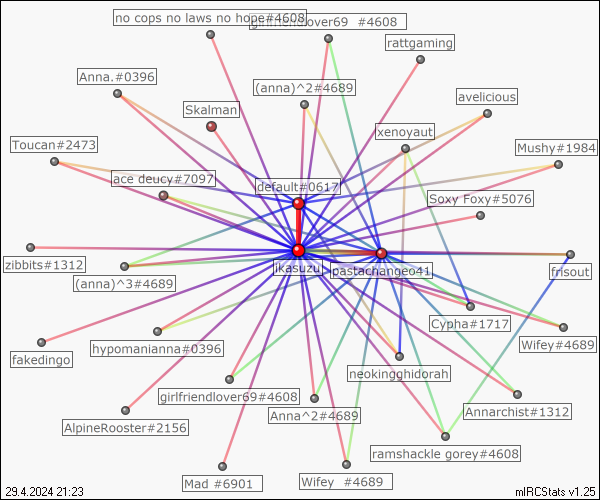 no cops no laws no hope#4608
girlfriendlover69 #4608
rattgaming
Anna.#0396
(anna)^2#4689
avelicious
Skalman
xenoyaut
Toucan#2473
Mushy#1984
ace deucy#7097
default#0617
Soxy Foxy#5076
zibbits#1312
(anna)^3#4689
ikasuzu
pastachangeo41
frisout
Cypha#1717
Wifey#4689
fakedingo
hypomanianna#0396
neokingghidorah
girlfriendlover69#4608
Anna^2#4689
Annarchist#1312
AlpineRooster#2156
ramshackle gorey#4608
Mad #6901
Wifey #4689
29.4.2024 21:23
mIRCStats v1.25